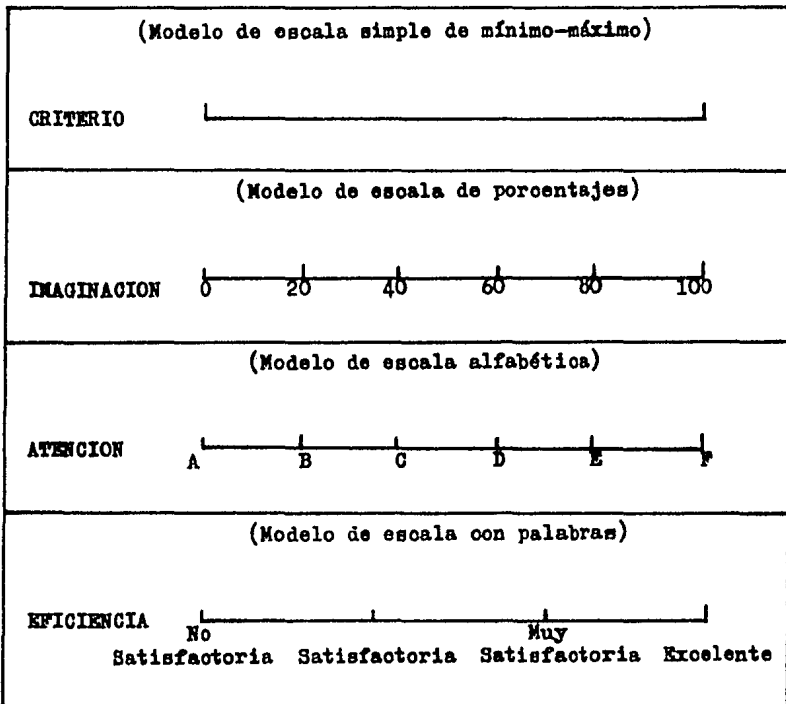 (Modelo de escala simple de mínimo-máximo)
CRITERIO
(Modelo de escala de porcentajes)
IMAGINACION 0 20 40 60 80 100
(Modelo de escala alfabética)
ATENCION A B C D E F
(Modelo de escala con palabras)
EFICIENCIA
No Muy
Satisfactoria Satisfactoria Satisfactoria Excelente